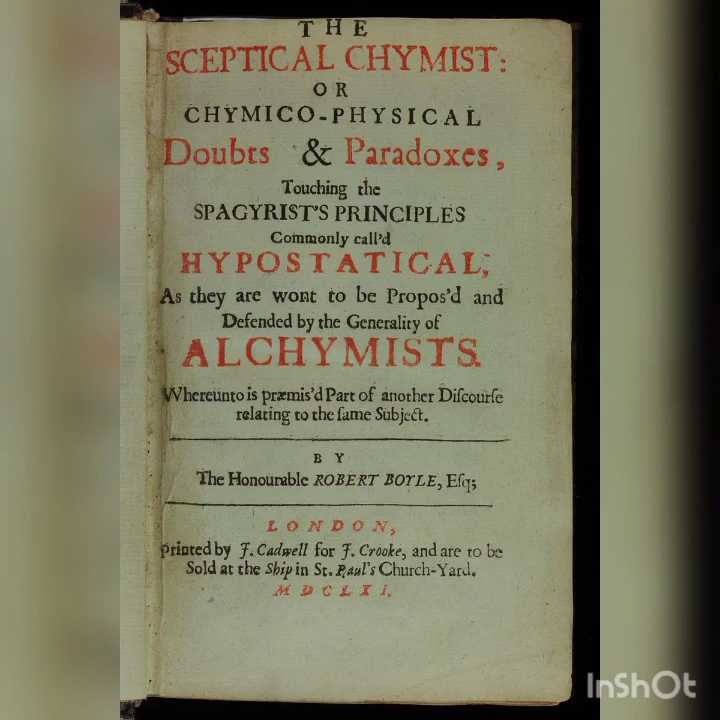 THE
SCEPTICAL CHYMIST:
OR
CHYMICO-PHYSICAL
Doubts & Paradoxes,
Touching the
SPAGYRIST'S PRINCIPLES
Commonly call'd
HYPOSTATICAL,
As they are wont to be Propos'd and
Defended by the Generality of
ALCHYMISTS.
Whereunto is præmis'd Part of another Diſcourſe
relating to the ſame Subject.
BY
The Honourable ROBERT BOYLE, Eſq;
LONDON,
Printed by J. Cadwell for J. Crooke, and are to be
Sold at the Ship in St. Paul's Church-Yard.
MDCLXI.
InShOt